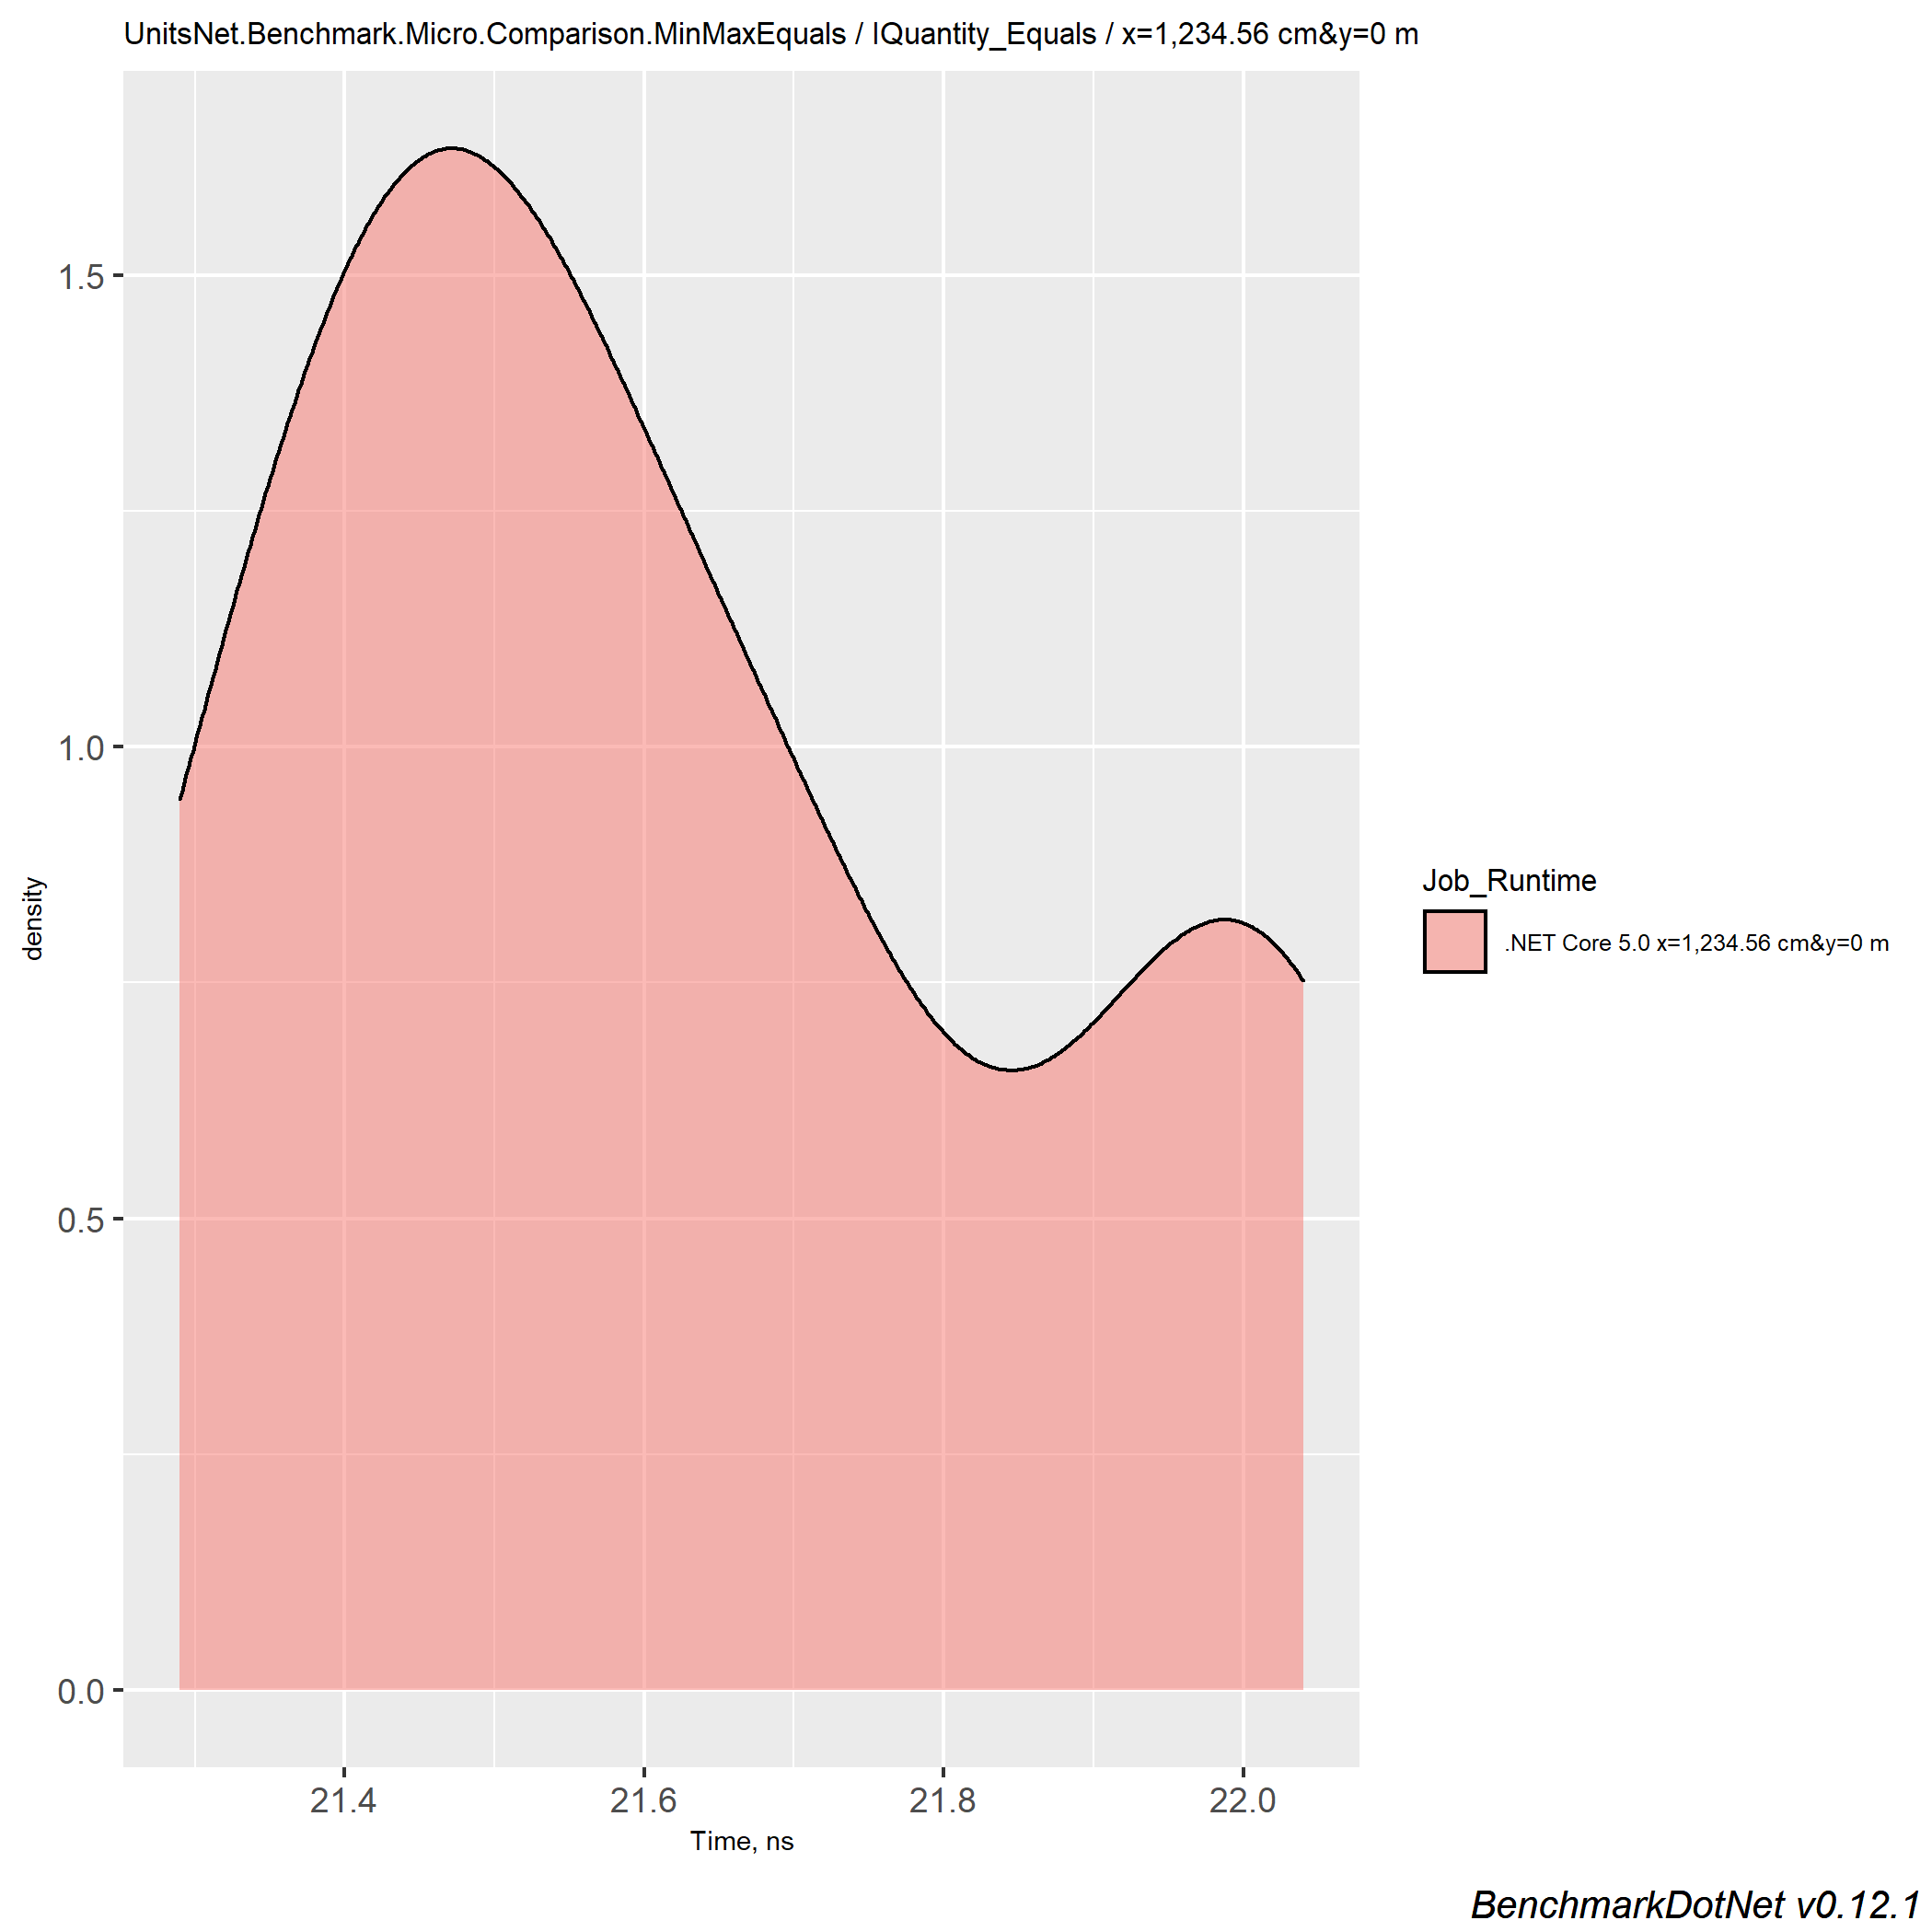 UnitsNet.Benchmark.Micro.Comparison.MinMaxEquals / IQuantity_Equals / x=1,234.56 cm&y=0 m
1.5
1.0
0.5
0.0
density
21.4 21.6 21.8 22.0
Time, ns
Job_Runtime
.NET Core 5.0 x=1,234.56 cm&y=0 m
BenchmarkDotNet v0.12.1